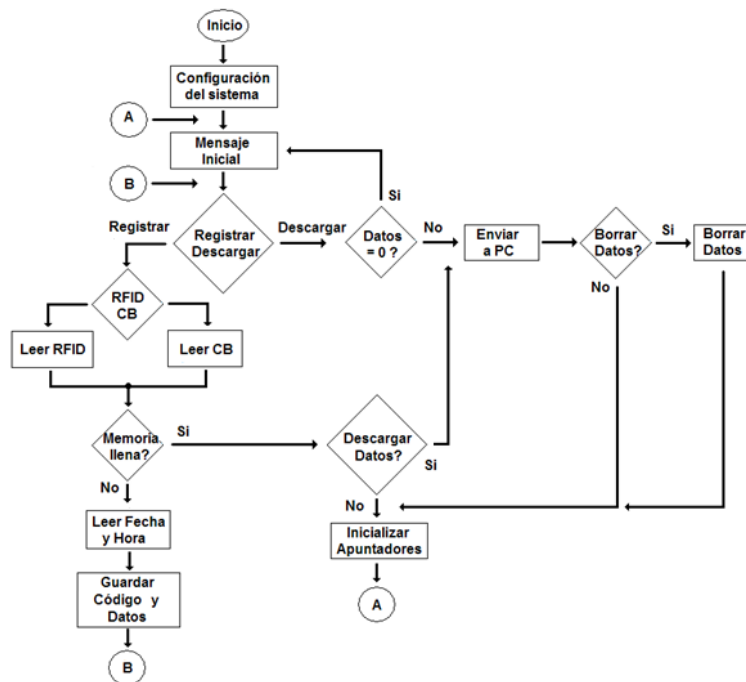 Inicio
Configuración
del sistema
A
Mensaje
Inicial
B
Si
Registrar
Registrar
Descargar
Descargar
Datos
= 0 ?
No
Enviar
a PC
Borrar
Datos?
Si
Borrar
Datos
No
RFID
CB
Leer RFID
Leer CB
Memoria
llena?
Si
Descargar
Datos?
Si
No
No
Leer Fecha
y Hora
Inicializar
Apuntadores
Guardar
Código y
Datos
A
B